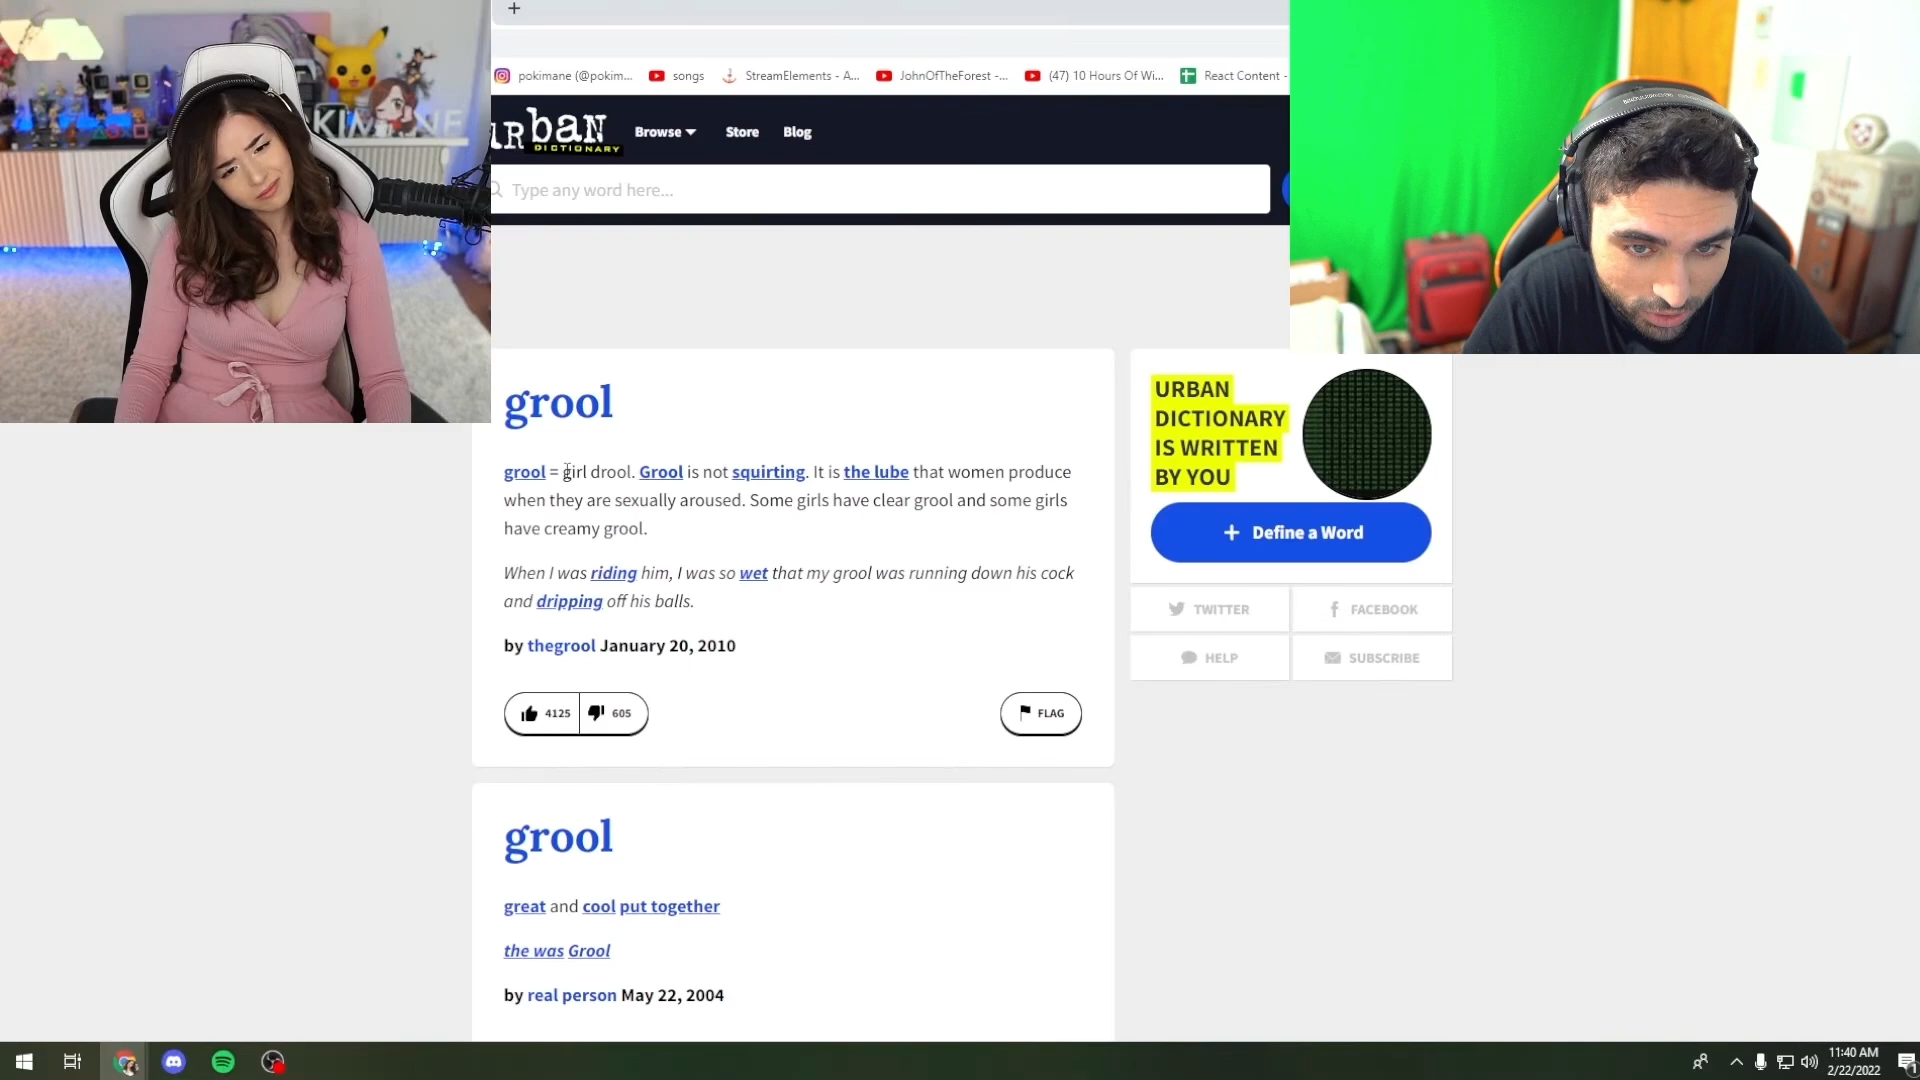 +
pokimane (@pokim...
songs
StreamElements - A...
JohnOfTheForest -...
(47) 10 Hours Of Wi...
React Content -
URBAN
DICTIONARY
Browse
Store
Blog
Type any word here...
grool
grool = girl drool. Grool is not squirting. It is the lube that women produce
when they are sexually aroused. Some girls have clear grool and some girls
have creamy grool.
When I was riding him, I was so wet that my grool was running down his cock
and dripping off his balls.
by thegrool January 20, 2010
4125
605
FLAG
URBAN
DICTIONARY
IS WRITTEN
BY YOU
+ Define a Word
TWITTER
FACEBOOK
HELP
SUBSCRIBE
grool
great and cool put together
the was Grool
by real person May 22, 2004
11:40 AM
2/22/2022
1
KIMANE